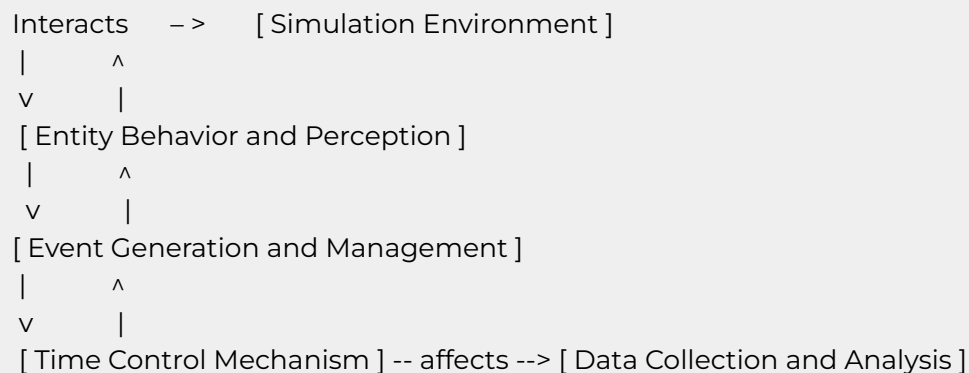 Interacts – > [ Simulation Environment ]
| ^
v |
[ Entity Behavior and Perception ]
| ^
v |
[ Event Generation and Management ]
| ^
v |
[ Time Control Mechanism ] -- affects --> [ Data Collection and Analysis ]